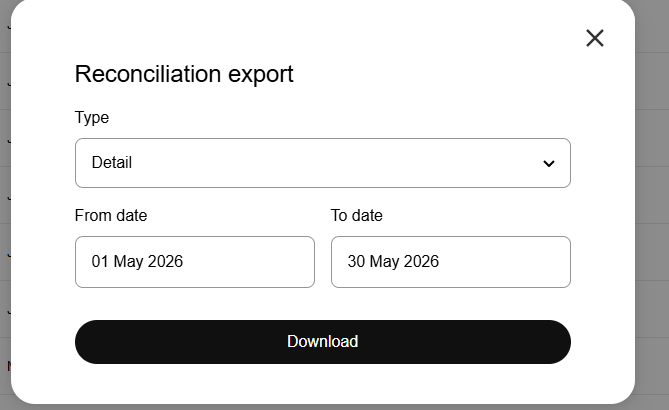 Reconciliation export
Type
Detail
From date
To date
01 May 2026
30 May 2026
Download